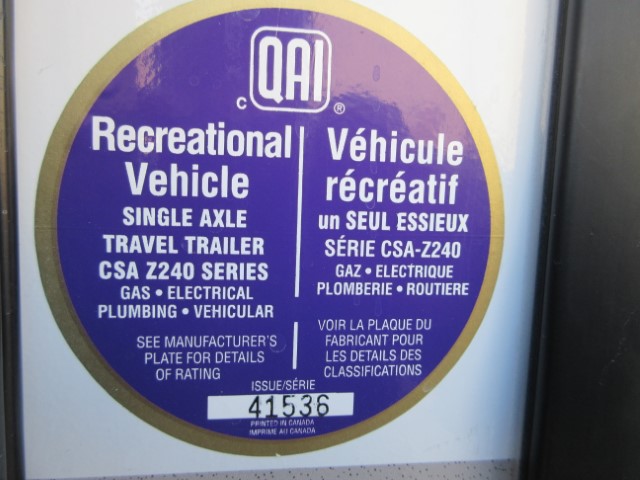 C QAI ®
Recreational
Vehicle
SINGLE AXLE
TRAVEL TRAILER
CSA Z240 SERIES
GAS • ELECTRICAL
PLUMBING • VEHICULAR
SEE MANUFACTURER'S
PLATE FOR DETAILS
OF RATING
Véhicule
récréatif
un SEUL ESSIEUX
SÉRIE CSA-Z240
GAZ • ELECTRIQUE
PLOMBERIE • ROUTIERE
VOIR LA PLAQUE DU
FABRICANT POUR
LES DETAILS DES
CLASSIFICATIONS
ISSUE/SÉRIE
41536
PRINTED IN CANADA
IMPRIME AU CANADA